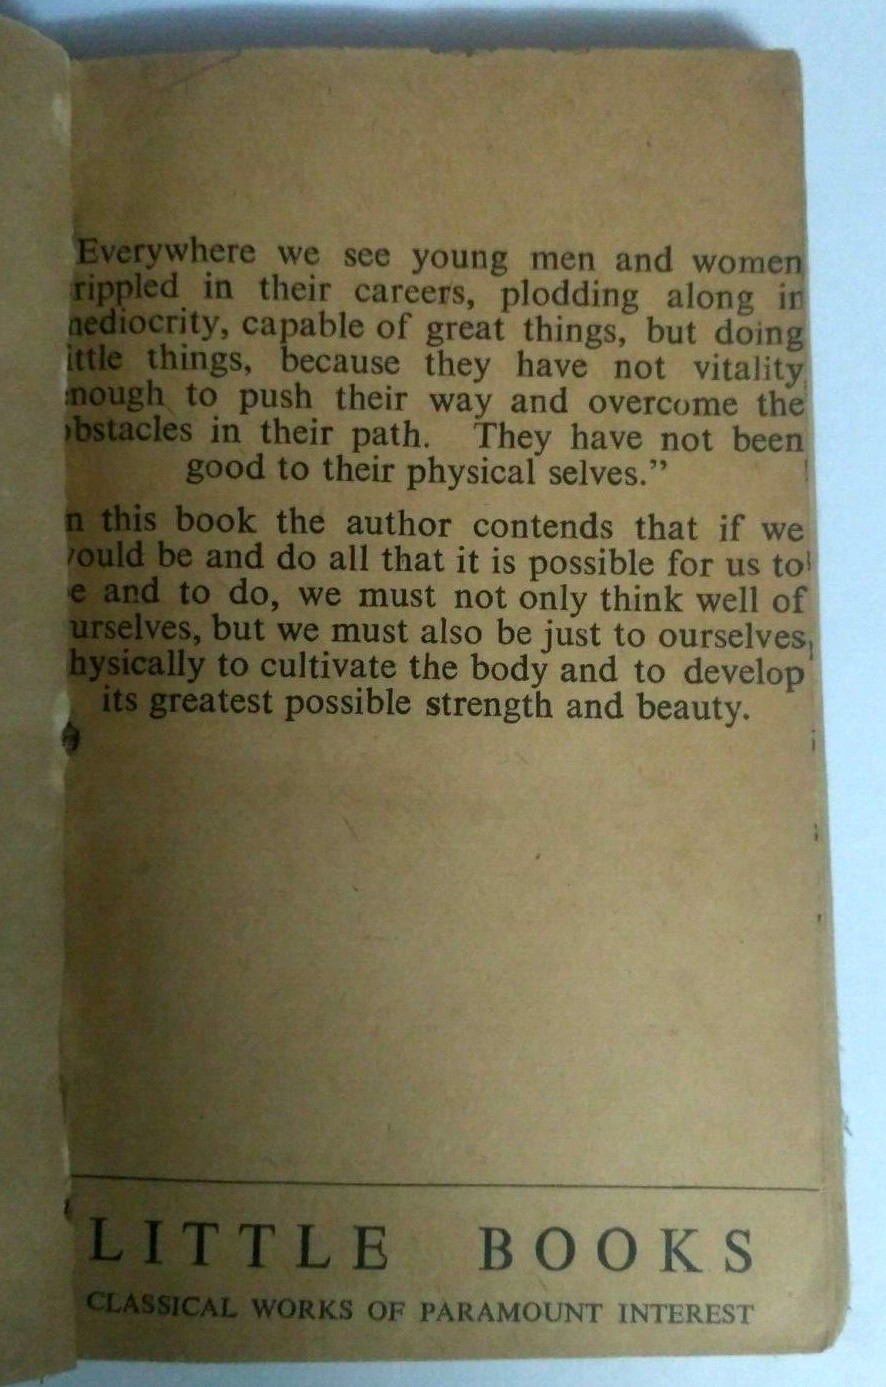 Everywhere we see young men and women
rippled in their careers, plodding along in
nediocrity, capable of great things, but doing
ittle things, because they have not vitality
nough to push their way and overcome the
bstacles in their path. They have not been
good to their physical selves.”
n this book the author contends that if we
ould be and do all that it is possible for us to
e and to do, we must not only think well of
urselves, but we must also be just to ourselves,
hysically to cultivate the body and to develop
its greatest possible strength and beauty.
LITTLE BOOKS
CLASSICAL WORKS OF PARAMOUNT INTEREST